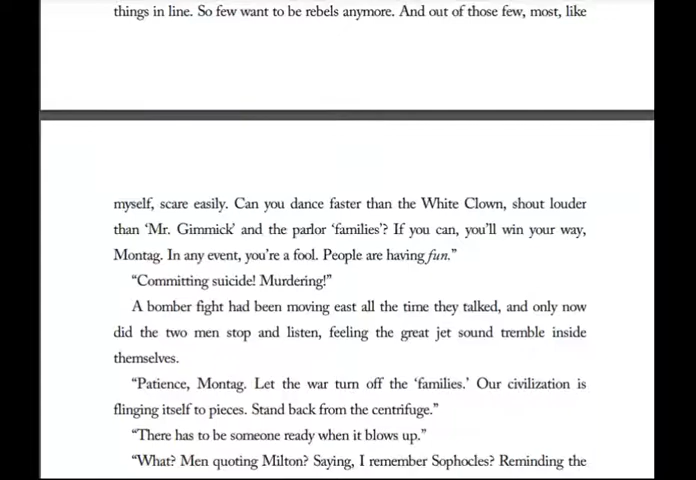 things in line. So few want to be rebels anymore. And out of those few, most, like
myself, scare easily. Can you dance faster than the White Clown, shout louder
than ‘Mr. Gimmick’ and the parlor ‘families’? If you can, you’ll win your way,
Montag. In any event, you’re a fool. People are having fun.”
“Committing suicide! Murdering!”
A bomber fight had been moving east all the time they talked, and only now
did the two men stop and listen, feeling the great jet sound tremble inside
themselves.
“Patience, Montag. Let the war turn off the ‘families.’ Our civilization is
flinging itself to pieces. Stand back from the centrifuge.”
“There has to be someone ready when it blows up.”
“What? Men quoting Milton? Saying, I remember Sophocles? Reminding the